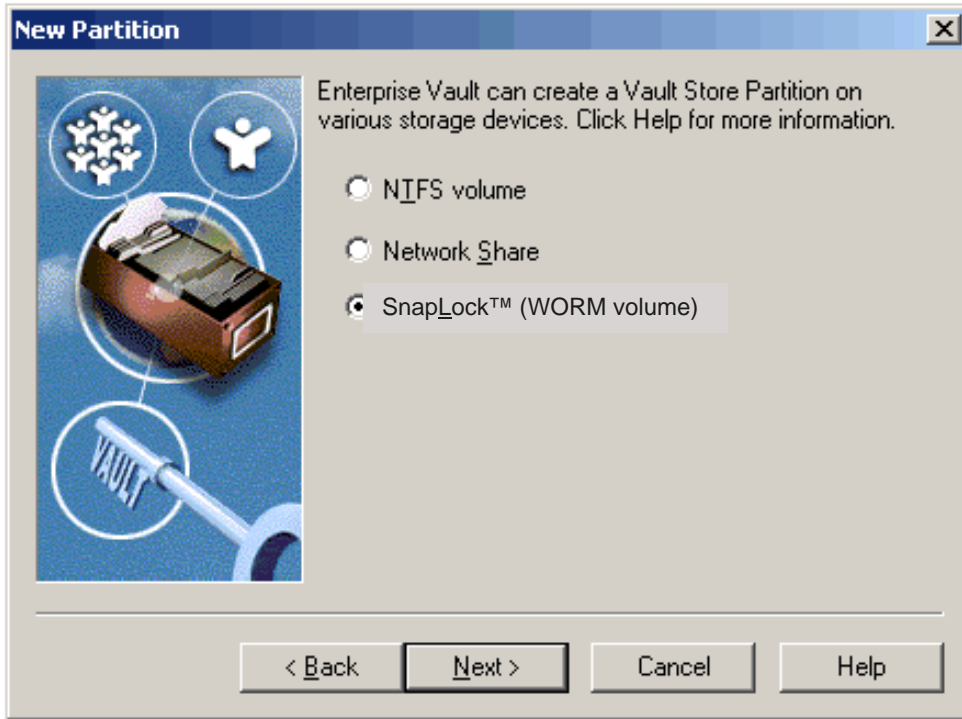 New Partition
Enterprise Vault can create a Vault Store Partition on
various storage devices. Click Help for more information.
NTFS volume
Network Share
SnapLock™ (WORM volume)
VAULT
< Back
Next >
Cancel
Help